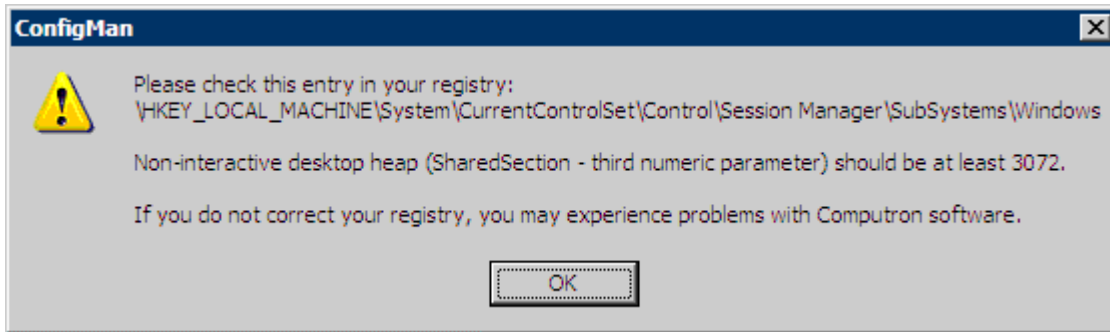 ConfigMan
Please check this entry in your registry:
\HKEY_LOCAL_MACHINE\System\CurrentControlSet\Control\Session Manager\SubSystems\Windows
Non-interactive desktop heap (SharedSection - third numeric parameter) should be at least 3072.
If you do not correct your registry, you may experience problems with Computron software.
OK